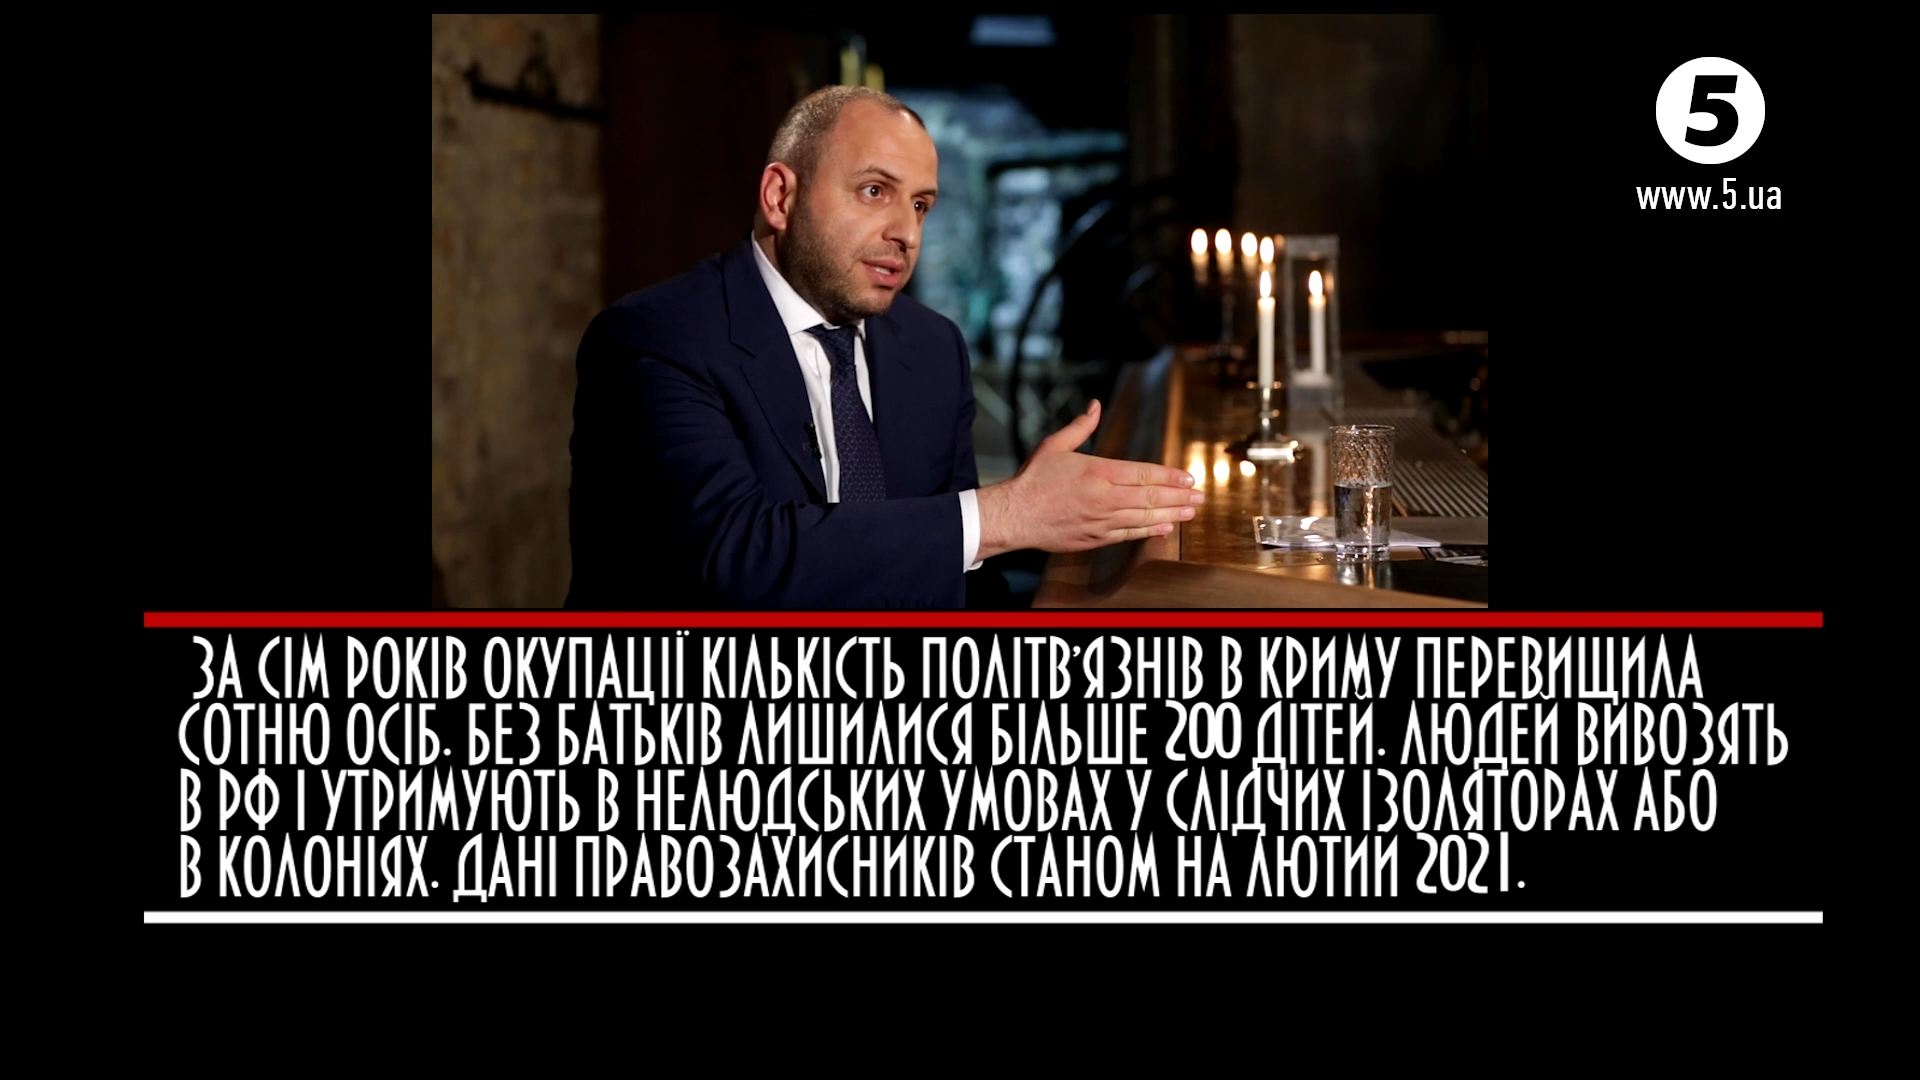 5
www.5.ua
ЗА СІМ РОКІВ ОКУПАЦІЇ КІЛЬКІСТЬ ПОЛІТВ'ЯЗНІВ В КРИМУ ПЕРЕВИЩИЛА
СОТНЮ ОСІБ. БЕЗ БАТЬКІВ ЛИШИЛИСЯ БІЛЬШЕ 200 ДІТЕЙ. ЛЮДЕЙ ВИВОЗЯТЬ
В РФ І УТРИМУЮТЬ В НЕЛЮДСЬКИХ УМОВАХ У СЛІДЧИХ ІЗОЛЯТОРАХ АБО
В КОЛОНІЯХ. ДАНІ ПРАВОЗАХИСНИКІВ СТАНОМ НА ЛЮТИЙ 2021.